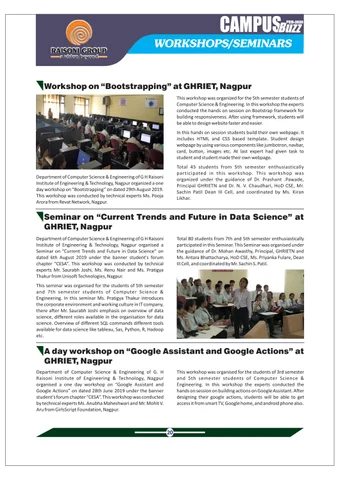 CAMPUS
FEB-2020
BUZZ
RAISONI GROUP
WORKSHOPS/SEMINARS
Workshop on “Bootstrapping” at GHRIET, Nagpur
Department of Computer Science & Engineering of G H Raisoni
Institute of Engineering & Technology, Nagpur organized a one
day workshop on "Bootstrapping" on dated 29th August 2019.
This workshop was conducted by technical experts Ms. Pooja
Arora from Revat Network, Nagpur.
This workshop was organized for the 5th semester students of
Computer Science & Engineering. In this workshop the experts
conducted the hands on session on Bootstrap framework for
building responsiveness. After using framework, students will
be able to design website faster and easier.
In this hands on session students build their own webpage. It
includes HTML and CSS based template. Student design
webpage by using various components like jumbotron, navbar,
card, button, images etc. At last expert had given task to
student and student made their own webpage.
Total 43 students from 5th semester enthusiastically
participated in this workshop. This workshop was
organized under the guidance of Dr. Prashant Pawade,
Principal GHRIETN and Dr. N. V. Chaudhari, HoD CSE, Mr.
Sachin Patil Dean III Cell, and coordinated by Ms. Kiran
Likhar.
Seminar on “Current Trends and Future in Data Science” at
GHRIET, Nagpur
Department of Computer Science & Engineering of G H Raisoni
Institute of Engineering & Technology, Nagpur organised a
Seminar on "Current Trends and Future in Data Science" on
dated 6th August 2019 under the banner student's forum
chapter "CESA". This workshop was conducted by technical
experts Mr. Saurabh Joshi, Ms. Renu Nair and Ms. Pratigya
Thakur from Linsoft Technologies, Nagpur.
This seminar was organised for the students of 5th semester
and 7th semester students of Computer Science &
Engineering. In this seminar Ms. Pratigya Thakur introduces
the corporate environment and working culture in IT company,
there after Mr. Saurabh Joshi emphasis on overview of data
science, different roles available in the organisation for data
science. Overview of different SQL commands different tools
available for data science like tableau, Sas, Python, R, Hadoop
etc.
Total 80 students from 7th and 5th semester enthusiastically
participated in this Seminar. This Seminar was organised under
the guidance of Dr. Mohan Awasthy, Principal, GHRIETN and
Ms. Antara Bhattacharya, HoD CSE, Ms. Priyanka Fulare, Dean
III Cell, and coordinated by Mr. Sachin S. Patil.
A day workshop on “Google Assistant and Google Actions” at
GHRIET, Nagpur
Department of Computer Science & Engineering of G. H
Raisoni Institute of Engineering & Technology, Nagpur
organised a one day workshop on "Google Assistant and
Google Actions" on dated 28th June 2019 under the banner
student's forum chapter "CESA". This workshop was conducted
by technical experts Ms. Anubha Maheshwari and Mr. Mohit V.
Aru from GirlsScript Foundation, Nagpur.
This workshop was organised for the students of 3rd semester
and 5th semester students of Computer Science &
Engineering. In this workshop the experts conducted the
hands on session on building actions on Google Assistant. After
designing their google actions, students will be able to get
access it from smart TV, Google home, and android phone also.